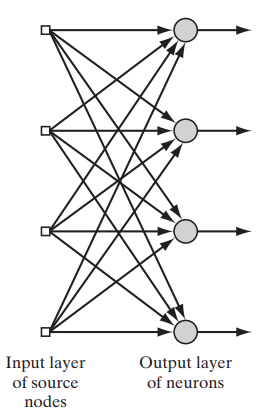 Input layer
of source
nodes
Output layer
of neurons